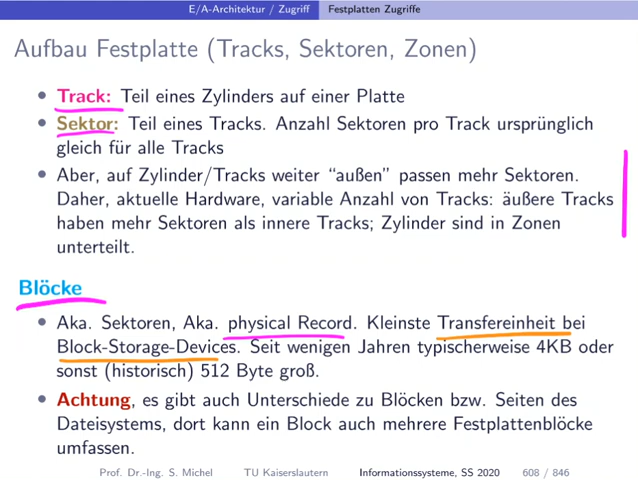 E/A-Architektur / Zugriff Festplatten Zugriffe
Aufbau Festplatte (Tracks, Sektoren, Zonen)
• Track: Teil eines Zylinders auf einer Platte
• Sektor: Teil eines Tracks. Anzahl Sektoren pro Track ursprünglich
gleich für alle Tracks
• Aber, auf Zylinder/Tracks weiter “außen” passen mehr Sektoren.
Daher, aktuelle Hardware, variable Anzahl von Tracks: äußere Tracks
haben mehr Sektoren als innere Tracks; Zylinder sind in Zonen
unterteilt.
Blöcke
• Aka. Sektoren, Aka. physical Record. Kleinste Transfereinheit bei
Block-Storage-Devices. Seit wenigen Jahren typischerweise 4KB oder
sonst (historisch) 512 Byte groß.
• Achtung, es gibt auch Unterschiede zu Blöcken bzw. Seiten des
Dateisystems, dort kann ein Block auch mehrere Festplattenblöcke
umfassen.
Prof. Dr.-Ing. S. Michel TU Kaiserslautern Informationssysteme, SS 2020 608 / 846